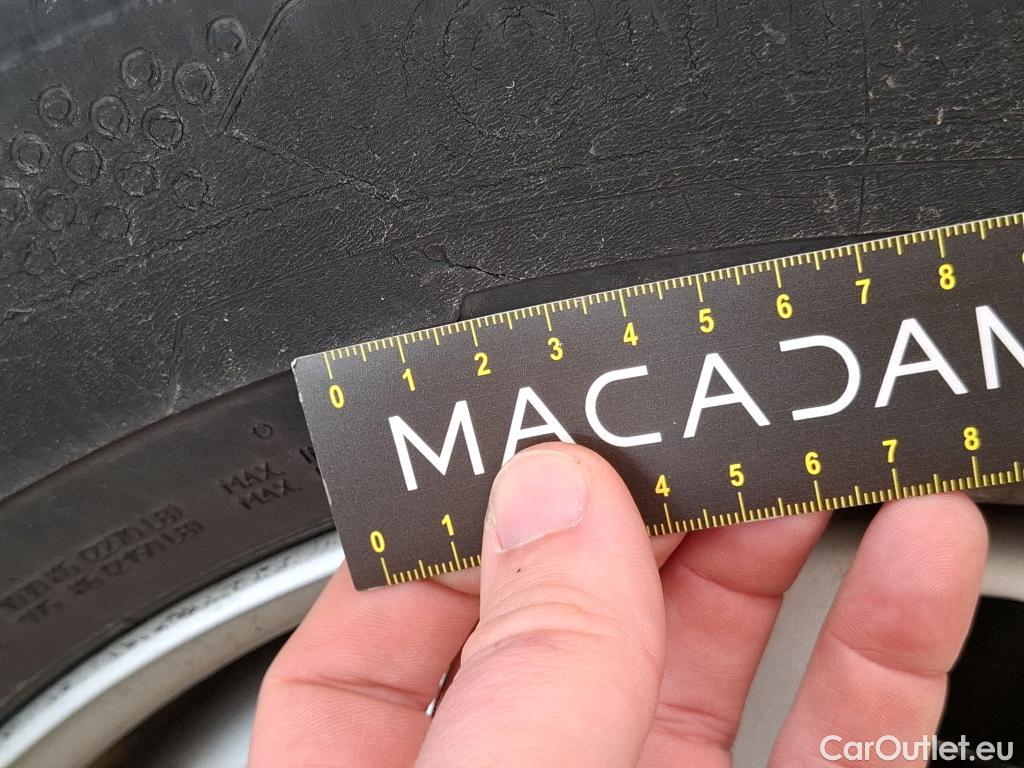 0 1 2 3 4 5 6 7 8
MACADAM
0 1 4 5 6 7 8
MAX.
MAX.
CarOutlet.eu